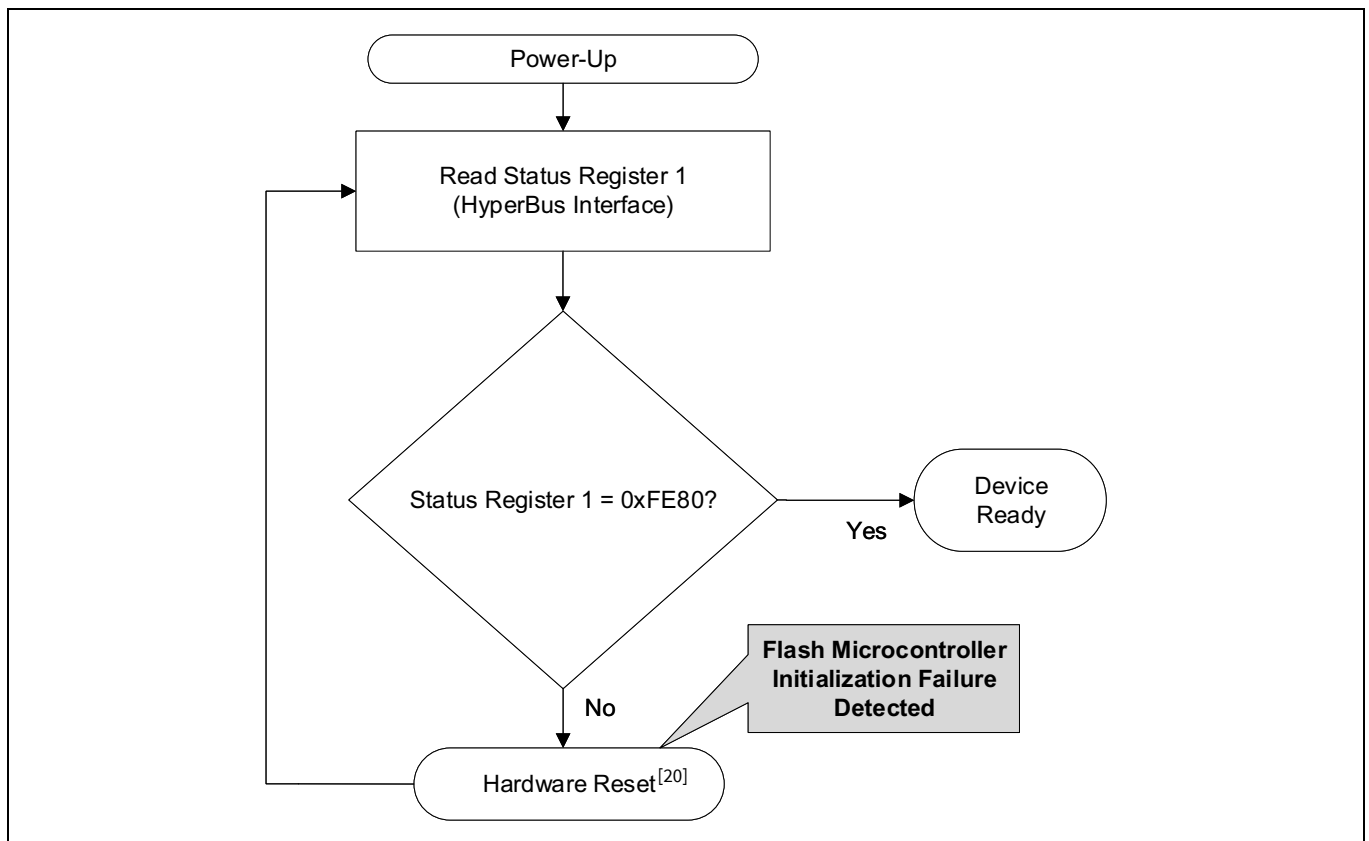 Power-Up
Read Status Register 1
(HyperBus Interface)
Status Register 1 = 0xFE80?
Yes
Device
Ready
No
Flash Microcontroller
Initialization Failure
Detected
Hardware Reset[20]